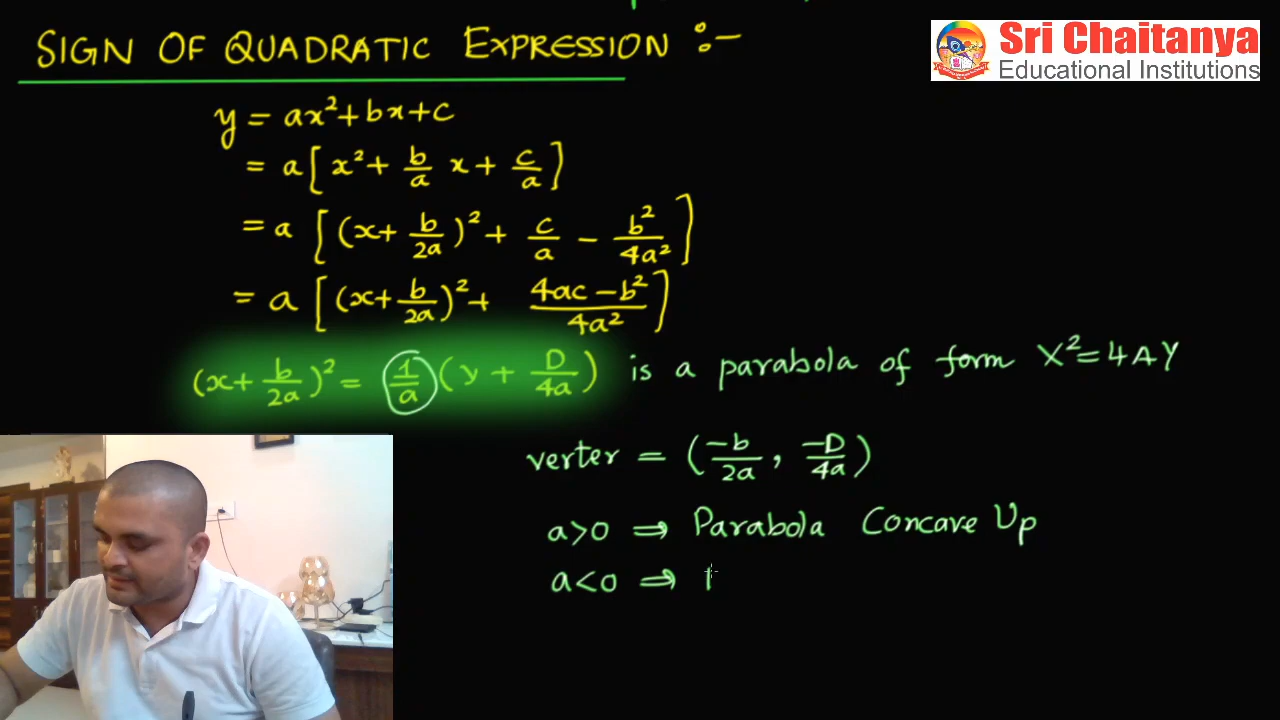 SIGN OF QUADRATIC EXPRESSION :-
Sri Chaitanya
Educational Institutions
y = ax²+bx+c
= a[x²+ b/a x + c/a]
= a[(x+ b/2a)² + c/a - b²/4a²]
= a[(x+ b/2a)² + (4ac-b²)/4a²]
(x+ b/2a)² = 1/a (y + D/4a) is a parabola of form X²=4AY
verter = (-b/2a, -D/4a)
a>0 ⇒ Parabola Concave Up
a<0 ⇒